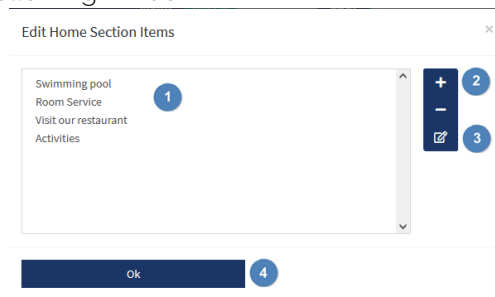 Edit Home Section Items ×
Swimming pool
Room Service
Visit our restaurant
Activities
1
2
3
Ok
4